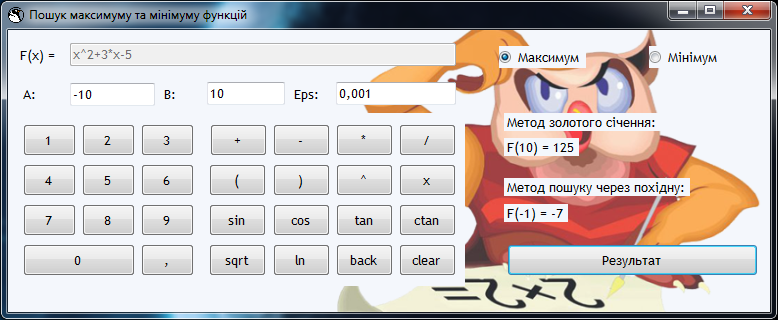 Пошук максимуму та мінімуму функцій
F(x) = x^2+3*x-5
Максимум Мінімум
A: -10 B: 10 Eps: 0,001
1 2 3 + - * /
4 5 6 ( ) ^ x
7 8 9 sin cos tan ctan
0 , sqrt ln back clear
Метод золотого січення:
F(10) = 125
Метод пошуку через похідну:
F(-1) = -7
Результат
=2+2